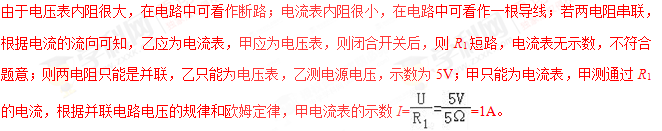 由于电压表内阻很大，在电路中可看作断路；电流表内阻很小，在电路中可看作一根导线；若两电阻串联，
根据电流的流向可知，乙应为电流表，甲应为电压表，则闭合开关后，则 R₁ 短路，电流表无示数，不符合
题意；则两电阻只能是并联，乙只能为电压表，乙测电源电压，示数为 5V；甲只能为电流表，甲测通过 R₁
的电流，根据并联电路电压的规律和欧姆定律，甲电流表的示数 I=U/R₁=5V/5Ω=1A。